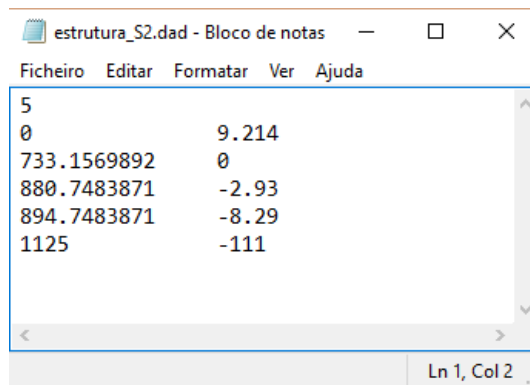 estrutura_S2.dad - Bloco de notas
Ficheiro Editar Formatar Ver Ajuda
5
0 9.214
733.1569892 0
880.7483871 -2.93
894.7483871 -8.29
1125 -111
Ln 1, Col 2